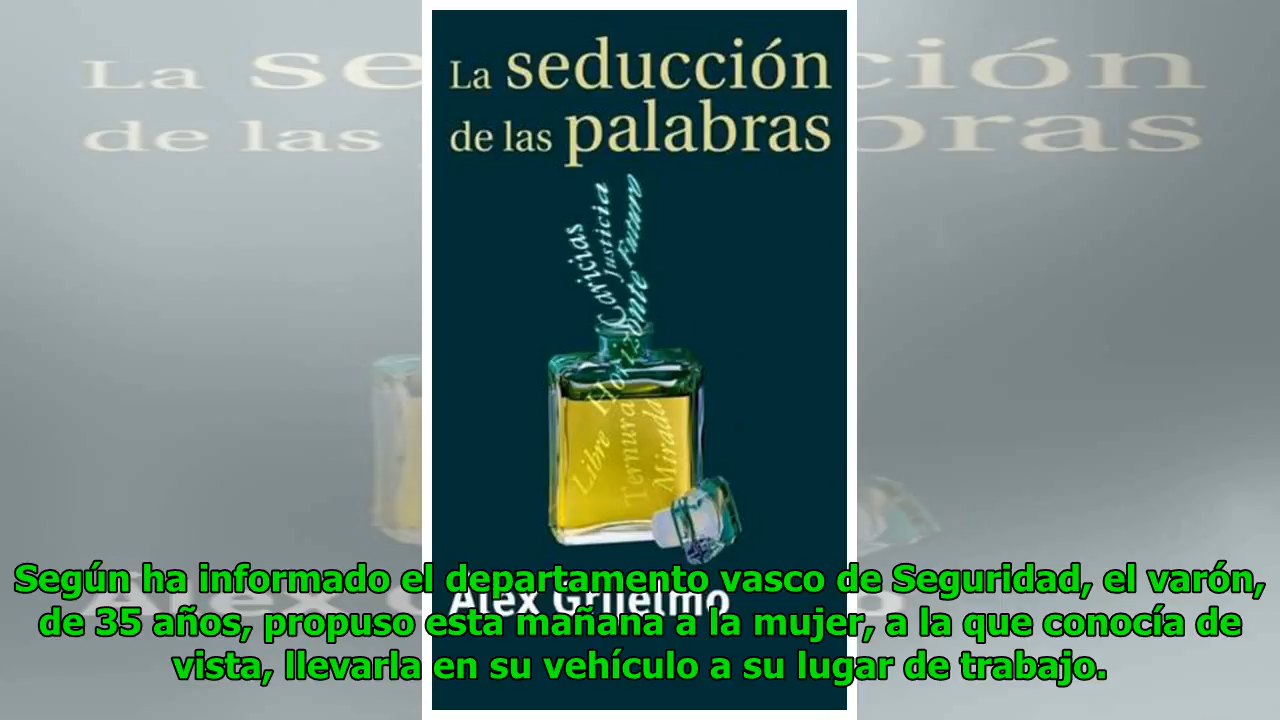 La seducción
de las palabras
Caricias
Justicia
Futuro
Horizonte
Libre
Ternura
Mirada
Alex Grijelmo
Según ha informado el departamento vasco de Seguridad, el varón,
de 35 años, propuso esta mañana a la mujer, a la que conocía de
vista, llevarla en su vehículo a su lugar de trabajo.